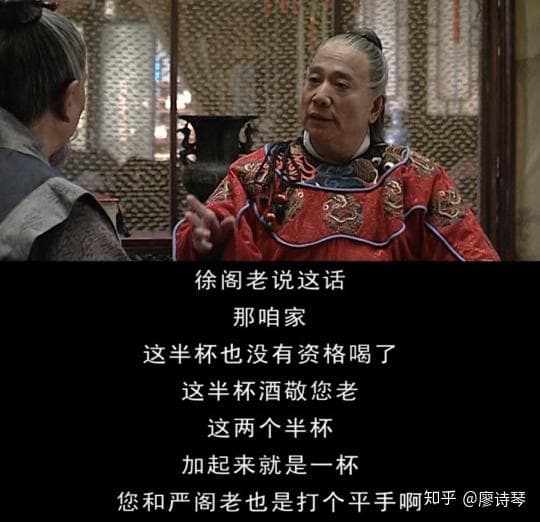 徐阁老说这话
那咱家
这半杯也没有资格喝了
这半杯酒敬您老
这两个半杯
加起来就是一杯
您和严阁老也是打个平手啊
知乎 @廖诗琴